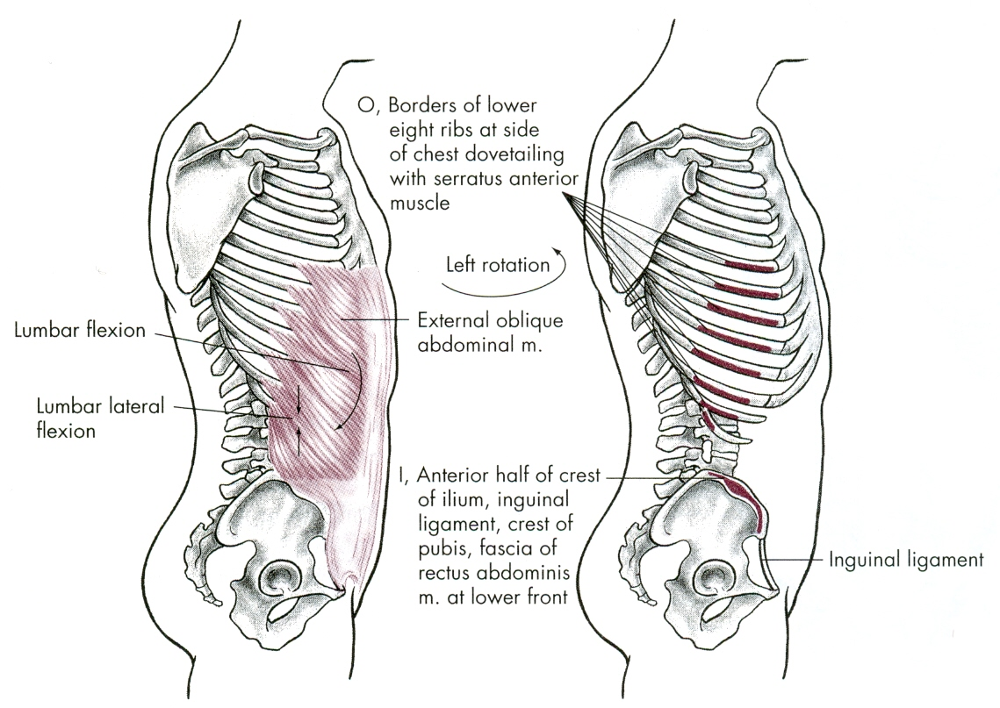 O, Borders of lower
eight ribs at side
of chest dovetailing
with serratus anterior
muscle
Left rotation
External oblique
abdominal m.
Lumbar flexion
Lumbar lateral
flexion
I, Anterior half of crest
of ilium, inguinal
ligament, crest of
pubis, fascia of
rectus abdominis
m. at lower front
Inguinal ligament